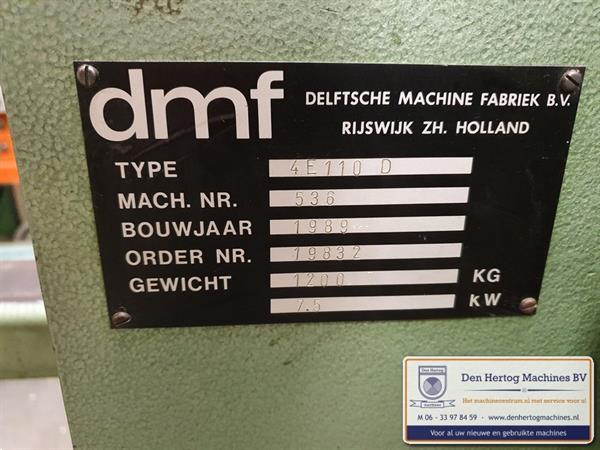 dmf
DELFTSCHE MACHINE FABRIEK B.V.
RIJSWIJK ZH. HOLLAND
TYPE 4E110 D
MACH. NR. 536
BOUWJAAR 1989
ORDER NR. 19832
GEWICHT 1200 KG
7.5 kW
Den Hertog Machines BV
Het machinecentrum.nl met service voor u!
M 06 - 33 97 84 59 - www.denhertogmachines.nl
Voor al uw nieuwe en gebruikte machines